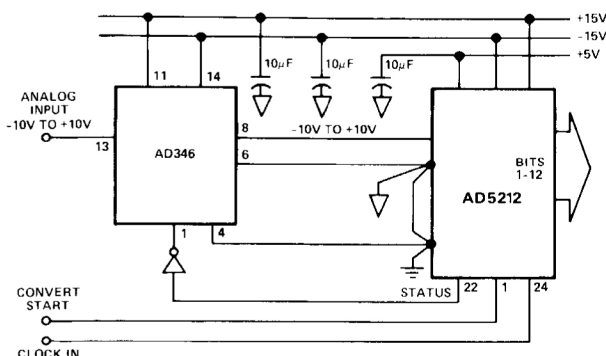 +15V
-15V
+5V
11
14
10μF
10μF
10μF
ANALOG
INPUT
-10V TO +10V
13
AD346
8
-10V TO +10V
6
BITS
1-12
AD5212
1
4
STATUS
22
1
24
CONVERT
START
CLOCK IN